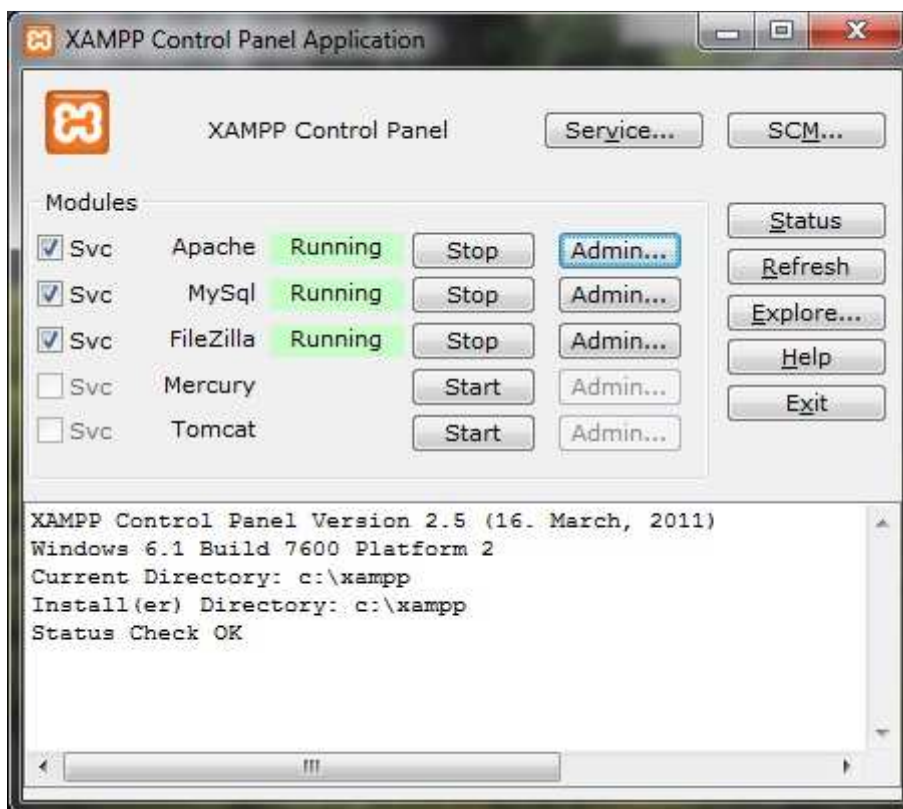 XAMPP Control Panel Application
XAMPP Control Panel Service... SCM...
Modules
Svc Apache Running Stop Admin...
Svc MySql Running Stop Admin...
Svc FileZilla Running Stop Admin...
Svc Mercury Start Admin...
Svc Tomcat Start Admin...
Status
Refresh
Explore...
Help
Exit
XAMPP Control Panel Version 2.5 (16. March, 2011)
Windows 6.1 Build 7600 Platform 2
Current Directory: c:\xampp
Install(er) Directory: c:\xampp
Status Check OK